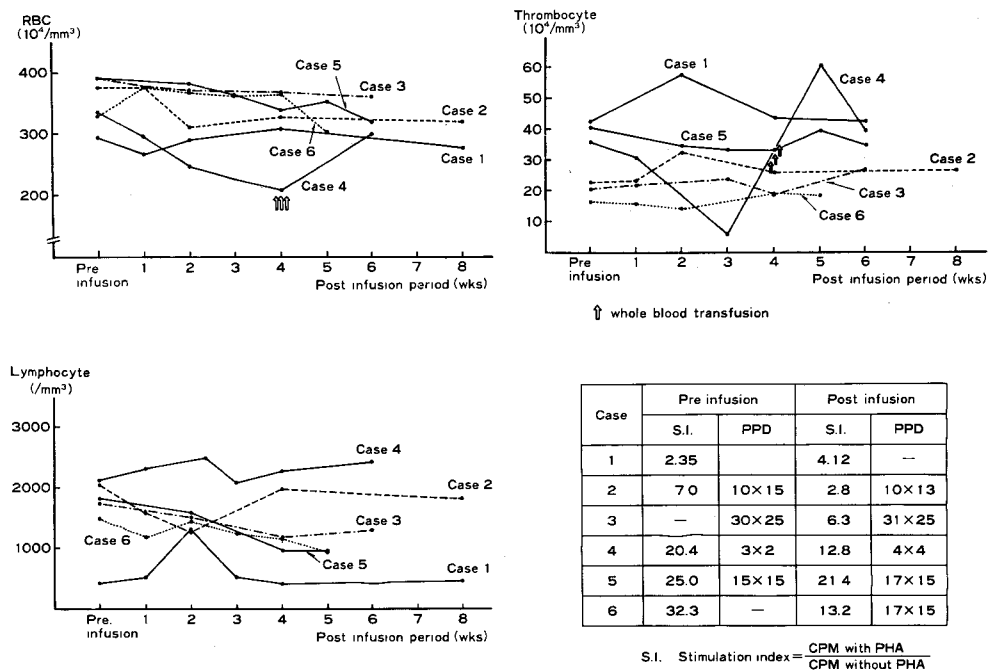 RBC
(10⁴/mm³)
400
300
200
Case 5
Case 3
Case 2
Case 6
Case 1
Case 4
Pre
infusion
1 2 3 4 5 6 7 8
Post infusion period (wks)
Thrombocyte
(10⁴/mm³)
60
50
40
30
20
10
Case 1
Case 4
Case 5
Case 2
Case 3
Case 6
Pre
infusion
1 2 3 4 5 6 7 8
Post infusion period (wks)
⇧ whole blood transfusion
Lymphocyte
(/mm³)
3000
2000
1000
Case 4
Case 2
Case 3
Case 6
Case 5
Case 1
Pre.
infusion
1 2 3 4 5 6 7 8
Post infusion period (wks)
Case Pre infusion Post infusion
S.I. PPD S.I. PPD
1 2.35 4.12 —
2 7.0 10×15 2.8 10×13
3 — 30×25 6.3 31×25
4 20.4 3×2 12.8 4×4
5 25.0 15×15 21.4 17×15
6 32.3 — 13.2 17×15
S.I. Stimulation index = CPM with PHA
CPM without PHA